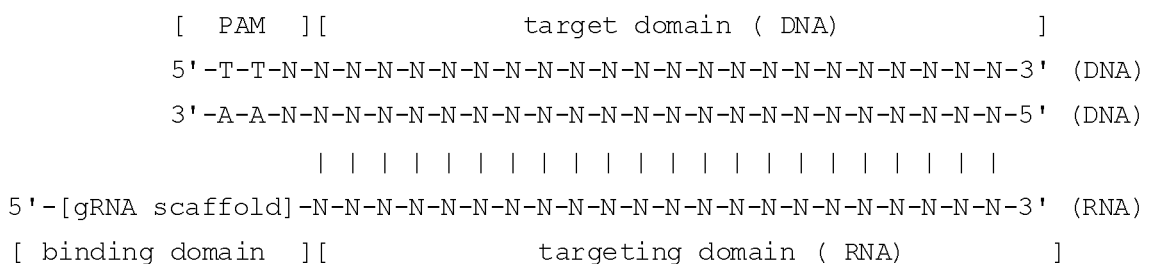 [ PAM ][ target domain ( DNA) ]
5'-T-T-N-N-N-N-N-N-N-N-N-N-N-N-N-N-N-N-N-N-N-N-N-N-N-3' (DNA)
3'-A-A-N-N-N-N-N-N-N-N-N-N-N-N-N-N-N-N-N-N-N-N-N-N-N-5' (DNA)
| | | | | | | | | | | | | | | | | | | | | |
5'-[gRNA scaffold]-N-N-N-N-N-N-N-N-N-N-N-N-N-N-N-N-N-N-N-N-N-N-3' (RNA)
[ binding domain ][ targeting domain ( RNA) ]